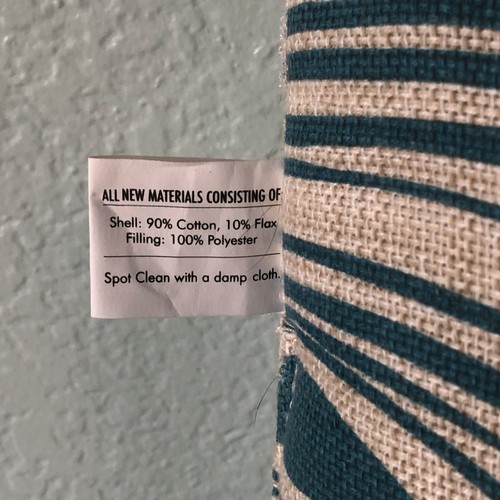 ALL NEW MATERIALS CONSISTING OF
Shell: 90% Cotton, 10% Flax
Filling: 100% Polyester
Spot Clean with a damp cloth.